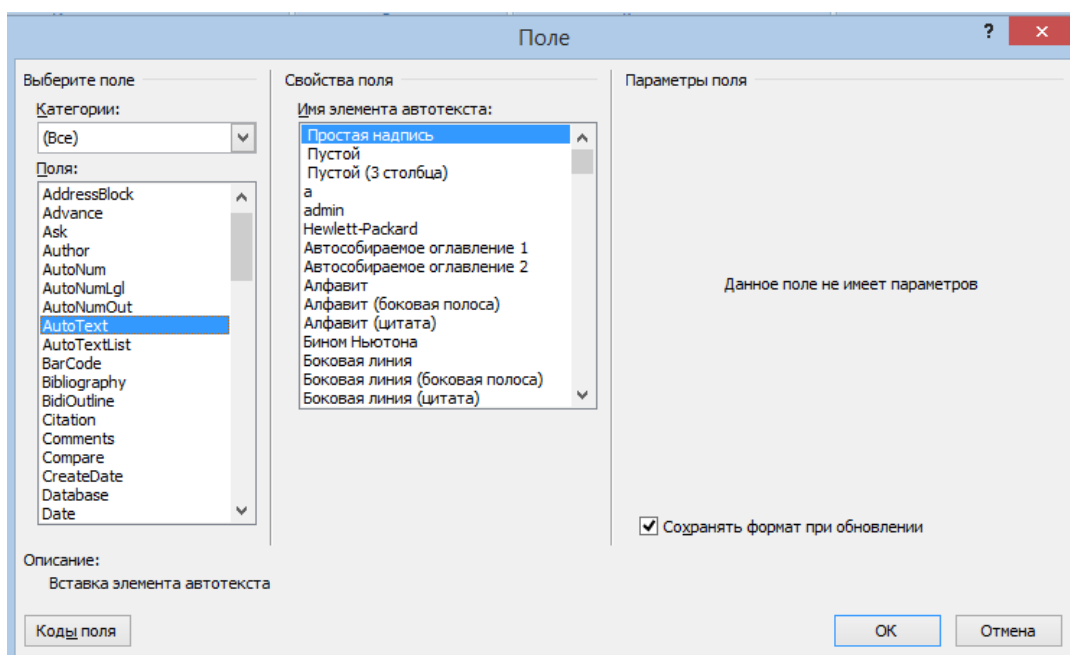 Поле
?
Выберите поле
Категории:
(Все)
Поля:
AddressBlock
Advance
Ask
Author
AutoNum
AutoNumLgl
AutoNumOut
AutoText
AutoTextList
BarCode
Bibliography
BidiOutline
Citation
Comments
Compare
CreateDate
Database
Date
Свойства поля
Имя элемента автотекста:
Простая надпись
Пустой
Пустой (3 столбца)
а
admin
Hewlett-Packard
Автособираемое оглавление 1
Автособираемое оглавление 2
Алфавит
Алфавит (боковая полоса)
Алфавит (цитата)
Бином Ньютона
Боковая линия
Боковая линия (боковая полоса)
Боковая линия (цитата)
Параметры поля
Данное поле не имеет параметров
Сохранять формат при обновлении
Описание:
Вставка элемента автотекста
Коды поля
ОК
Отмена